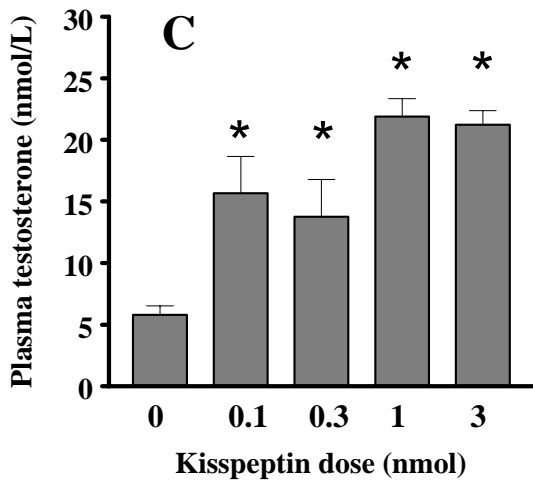 C
Plasma testosterone (nmol/L)
30
25
20
15
10
5
0
* * * *
0 0.1 0.3 1 3
Kisspeptin dose (nmol)